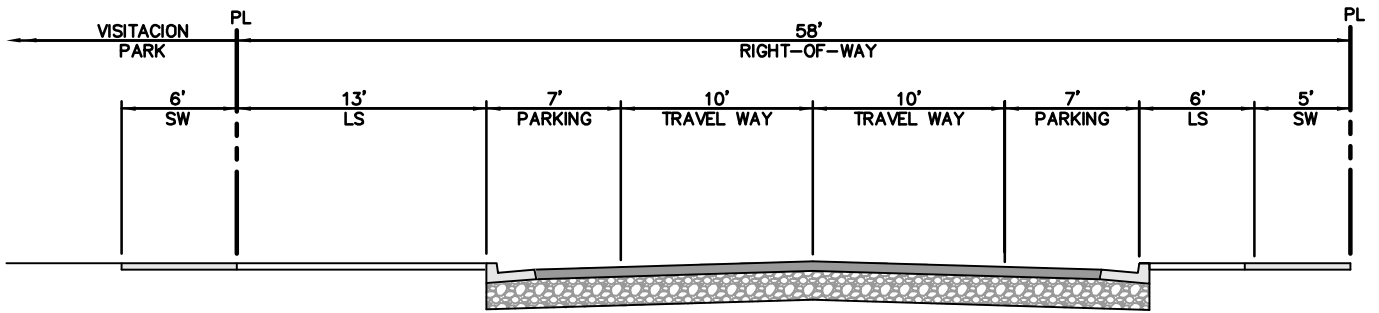 PL
PL
VISITACION
PARK
58'
RIGHT-OF-WAY
6'
SW
13'
LS
7'
PARKING
10'
TRAVEL WAY
10'
TRAVEL WAY
7'
PARKING
6'
LS
5'
SW